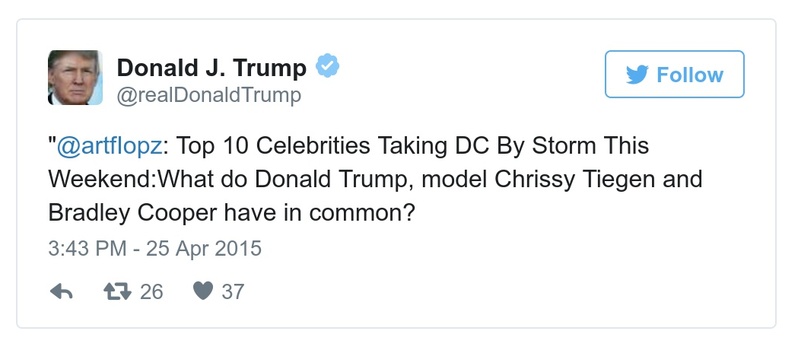 Donald J. Trump
@realDonaldTrump
Follow
"@artflopz: Top 10 Celebrities Taking DC By Storm This
Weekend:What do Donald Trump, model Chrissy Tiegen and
Bradley Cooper have in common?
3:43 PM - 25 Apr 2015
26 37